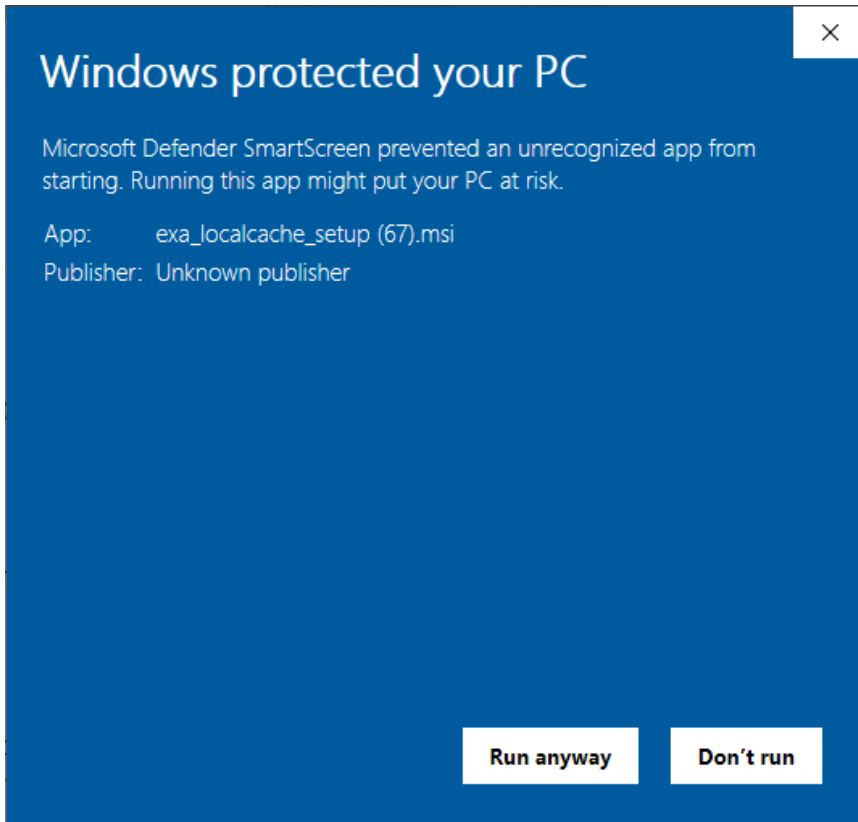 Windows protected your PC
Microsoft Defender SmartScreen prevented an unrecognized app from
starting. Running this app might put your PC at risk.
App: exa_localcache_setup (67).msi
Publisher: Unknown publisher
Run anyway Don’t run